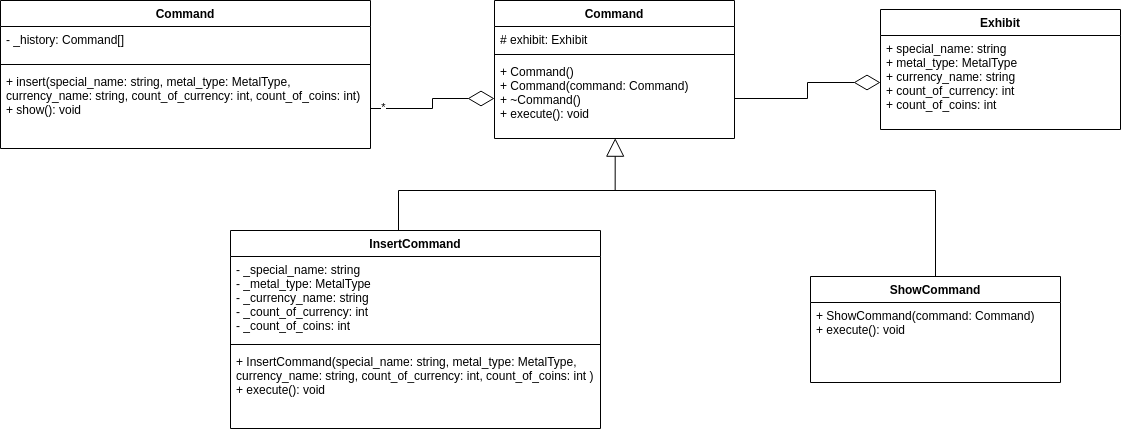 Command
- _history: Command[]
+ insert(special_name: string, metal_type: MetalType,
currency_name: string, count_of_currency: int, count_of_coins: int)
+ show(): void
*
Command
# exhibit: Exhibit
+ Command()
+ Command(command: Command)
+ ~Command()
+ execute(): void
Exhibit
+ special_name: string
+ metal_type: MetalType
+ currency_name: string
+ count_of_currency: int
+ count_of_coins: int
InsertCommand
- _special_name: string
- _metal_type: MetalType
- _currency_name: string
- _count_of_currency: int
- _count_of_coins: int
+ InsertCommand(special_name: string, metal_type: MetalType,
currency_name: string, count_of_currency: int, count_of_coins: int )
+ execute(): void
ShowCommand
+ ShowCommand(command: Command)
+ execute(): void